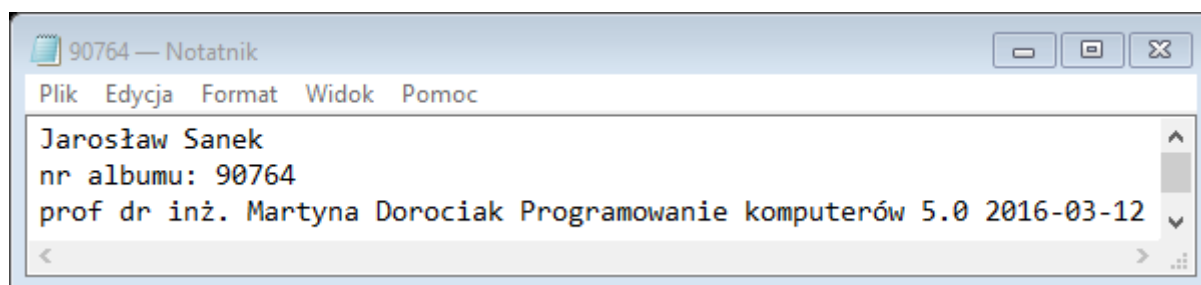 90764 — Notatnik
Plik Edycja Format Widok Pomoc
Jarosław Sanek
nr albumu: 90764
prof dr inż. Martyna Dorociak Programowanie komputerów 5.0 2016-03-12